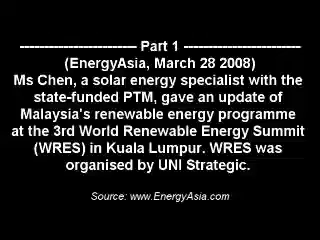 ------------------------ Part 1 ------------------------
(EnergyAsia, March 28 2008)
Ms Chen, a solar energy specialist with the
state-funded PTM, gave an update of
Malaysia's renewable energy programme
at the 3rd World Renewable Energy Summit
(WRES) in Kuala Lumpur. WRES was
organised by UNI Strategic.
Source: www.EnergyAsia.com